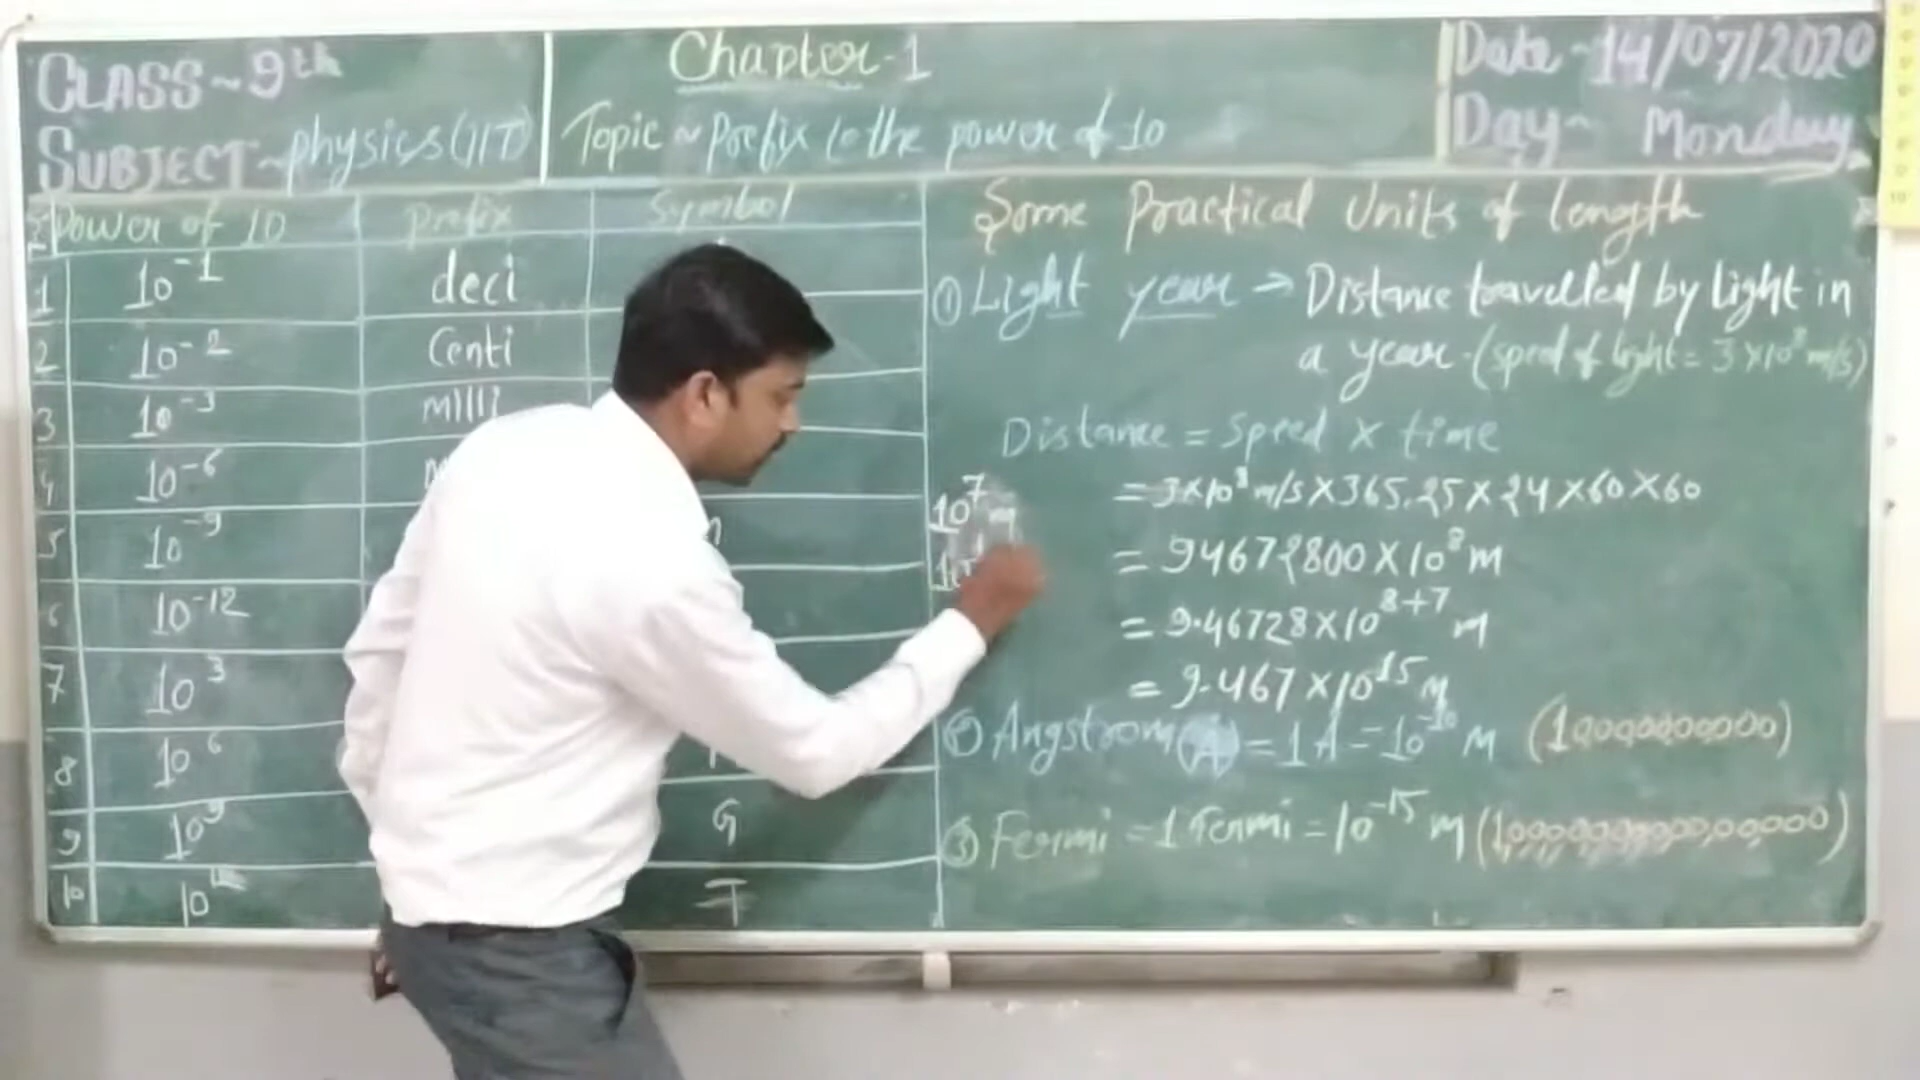 CLASS~9th
SUBJECT~physics(IIT)
Chapter-1
Topic ~ Prefix to the power of 10
Date~14/07/2020
Day~ Monday
Power of 10 prefix Symbol
1 10⁻¹ deci
2 10⁻² Centi
3 10⁻³ milli
4 10⁻⁶
5 10⁻⁹ n
6 10⁻¹²
7 10³
8 10⁶
9 10⁹ G
10 10¹² T
Some Practical Units of length
① Light year → Distance travelled by light in
a year. (speed of light = 3×10⁸ m/s)
Distance = Speed × time
10⁷ m
= 3×10⁸ m/s × 365.25 × 24 × 60 × 60
= 94672800 × 10⁸ m
= 9.46728 × 10⁸⁺⁷ m
= 9.467 × 10¹⁵ m
② Angstrom (A) = 1 A = 10⁻¹⁰ m (10000000000)
③ Fermi = 1 Fermi = 10⁻¹⁵ m